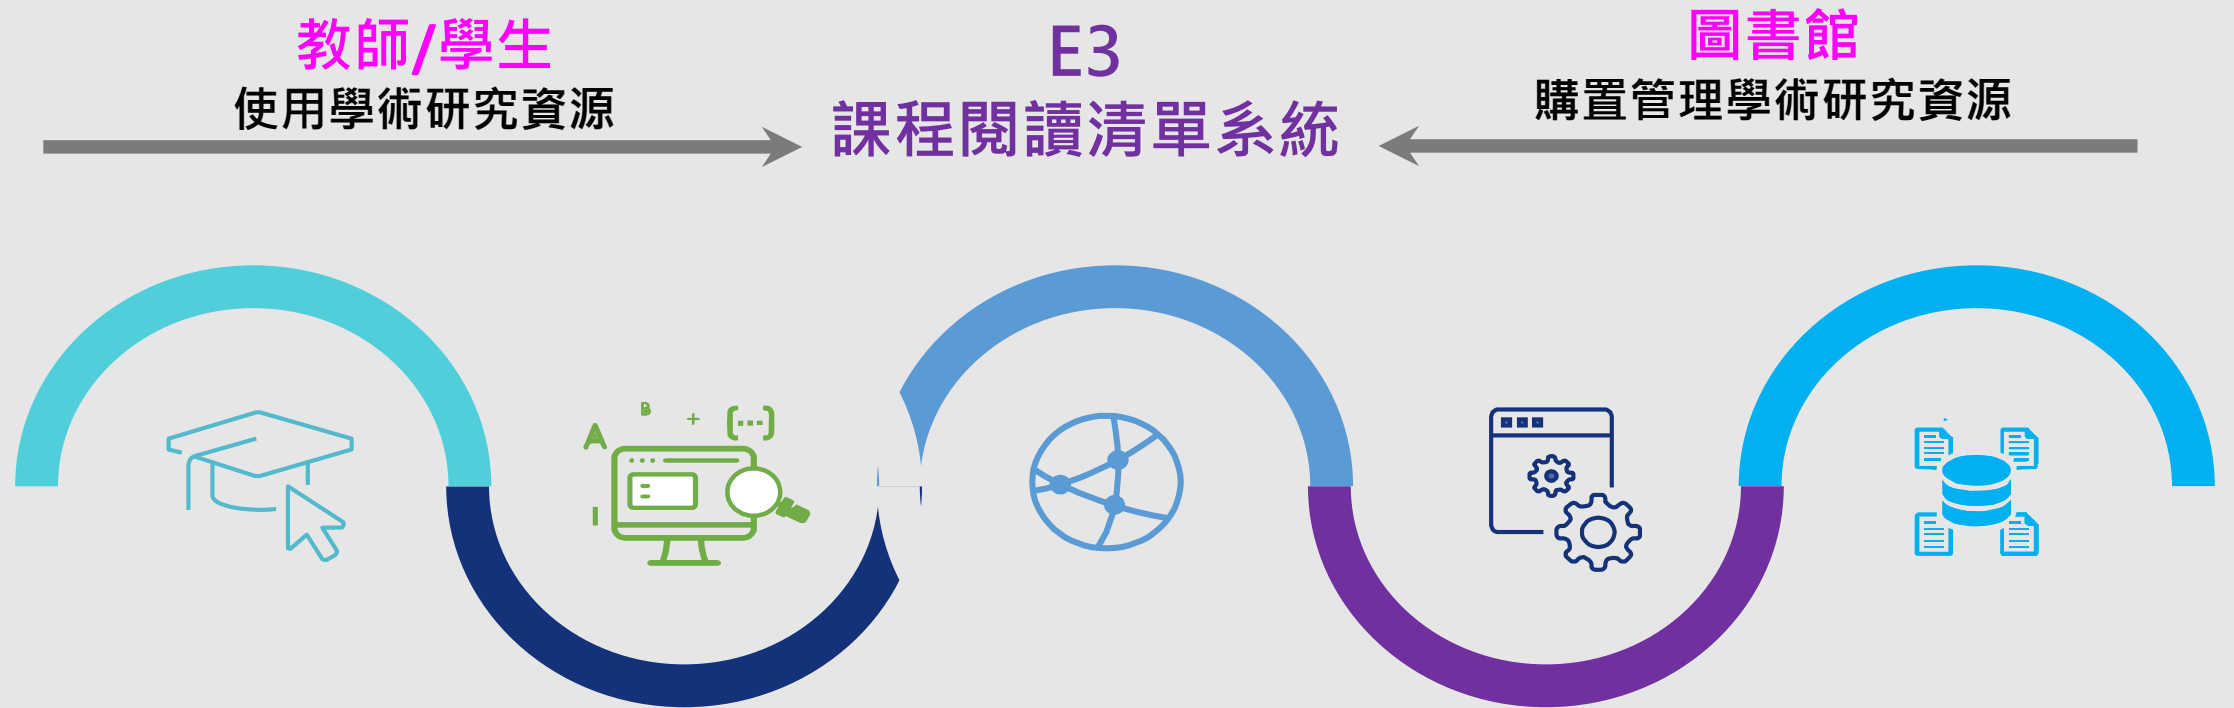 教師/學生
使用學術研究資源
E3
課程閱讀清單系統
圖書館
購置管理學術研究資源
A
B
+
[...]
I